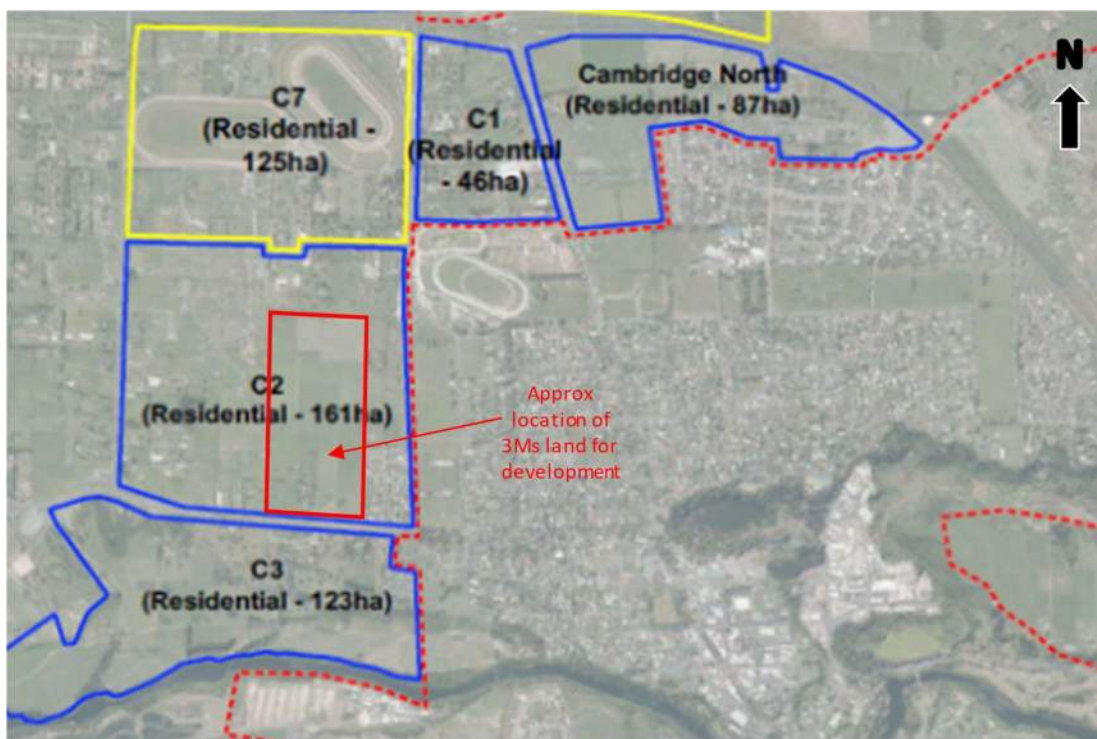 N
C7
(Residential -
125ha)
C1
(Residential
- 46ha)
Cambridge North
(Residential - 87ha)
C2
(Residential - 161ha)
Approx
location of
3Ms land for
development
C3
(Residential - 123ha)